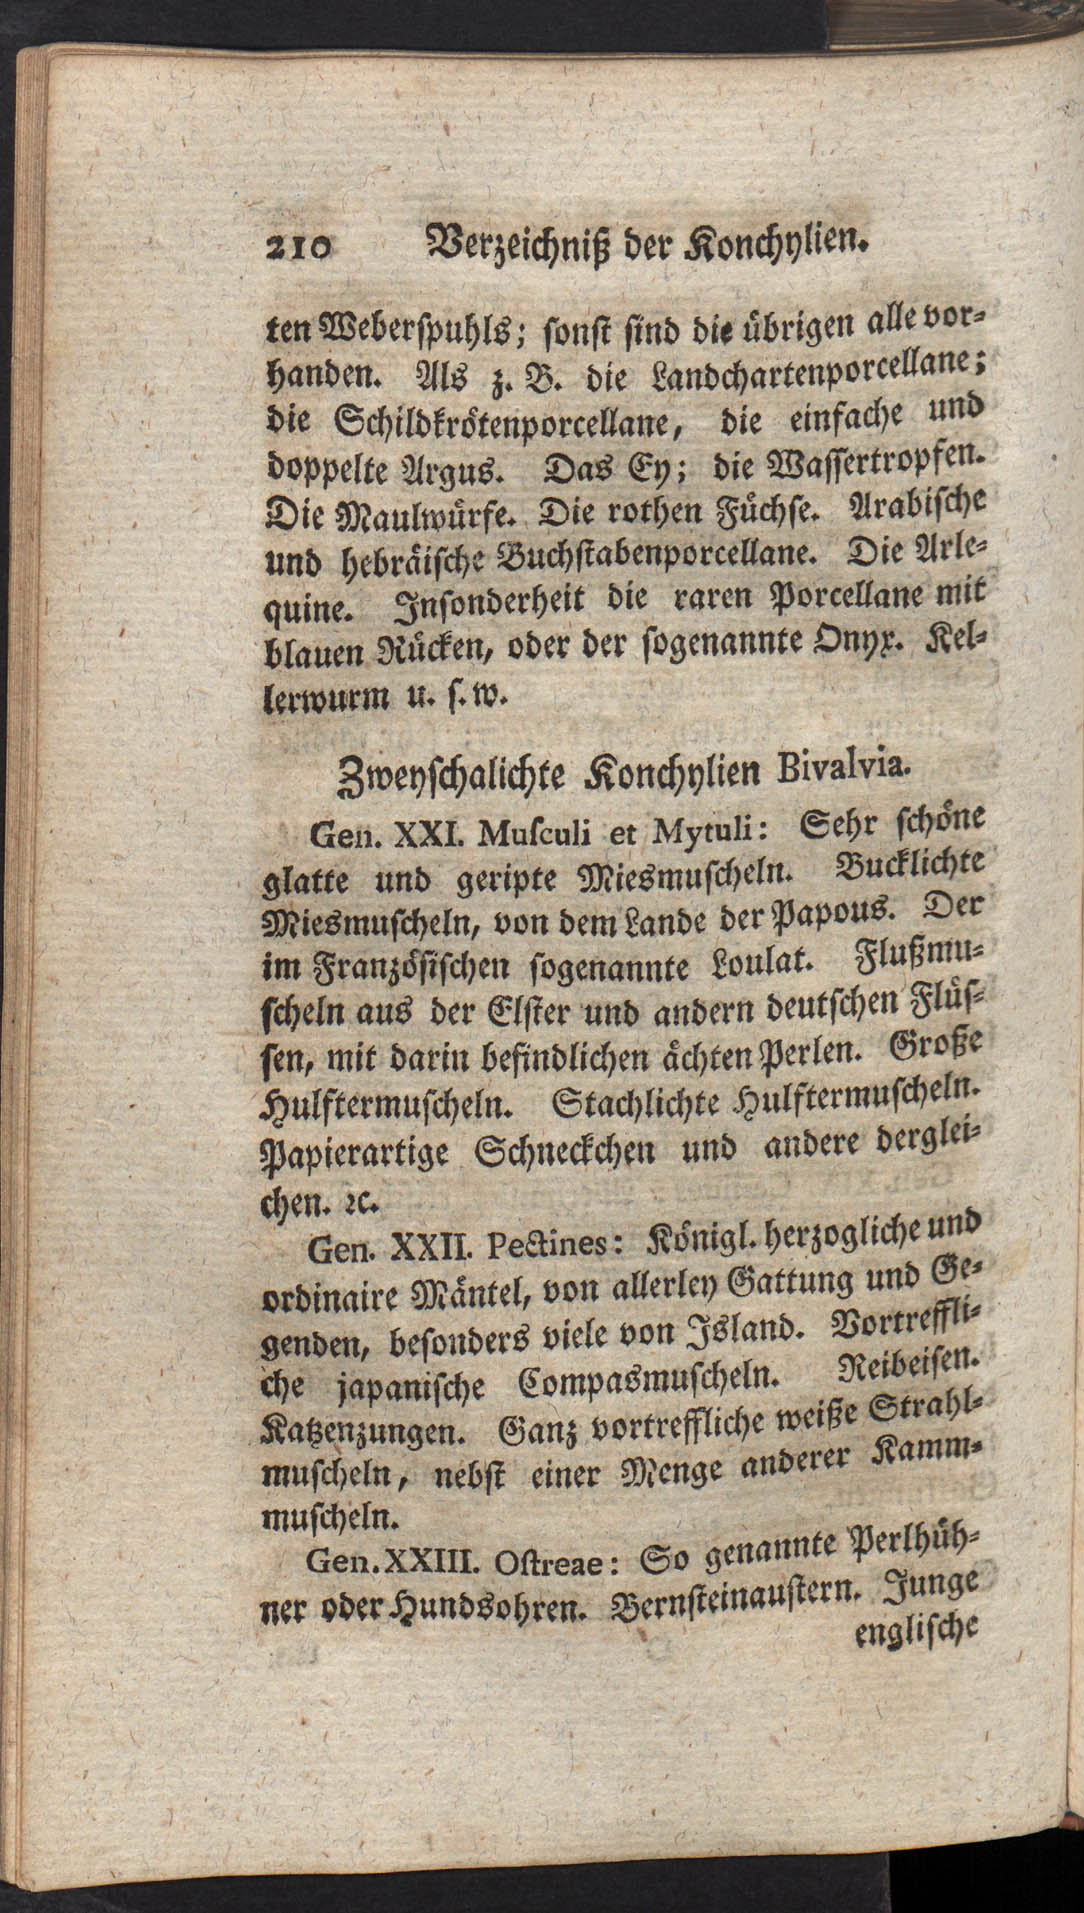 210 Verzeichniß der Konchylien.
ten Weberspuhls; sonst sind die übrigen alle vor-
handen. Als z. B. die Landchartenporcellane;
die Schildkrötenporcellane, die einfache und
doppelte Argus. Das Ey; die Wassertropfen.
Die Maulwürfe. Die rothen Füchse. Arabische
und hebräische Buchstabenporcellane. Die Arle-
quine. Insonderheit die raren Porcellane mit
blauen Rücken, oder der sogenannte Onyx. Kel-
lerwurm u. s. w.
Zweyschalichte Konchylien Bivalvia.
Gen. XXI. Musculi et Mytuli: Sehr schöne
glatte und geripte Miesmuscheln. Bucklichte
Miesmuscheln, von dem Lande der Papous. Der
im Französischen sogenannte Loulat. Flußmu-
scheln aus der Elster und andern deutschen Flüs-
sen, mit darin befindlichen ächten Perlen. Große
Hulftermuscheln. Stachlichte Hulftermuscheln.
Papierartige Schneckchen und andere derglei-
chen. ꝛc.
Gen. XXII. Pectines: Königl. herzogliche und
ordinaire Mäntel, von allerley Gattung und Ge-
genden, besonders viele von Island. Vortreffli-
che japanische Compasmuscheln. Reibeisen.
Katzenzungen. Ganz vortreffliche weiße Strahl-
muscheln, nebst einer Menge anderer Kamm-
muscheln.
Gen. XXIII. Ostreae: So genannte Perlhüh-
ner oder Hundsohren. Bernsteinaustern. Junge
englische